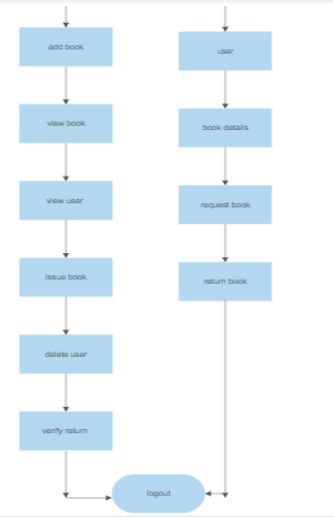 add book
view book
view user
issue book
delete user
verify return
user
book details
request book
return book
logout